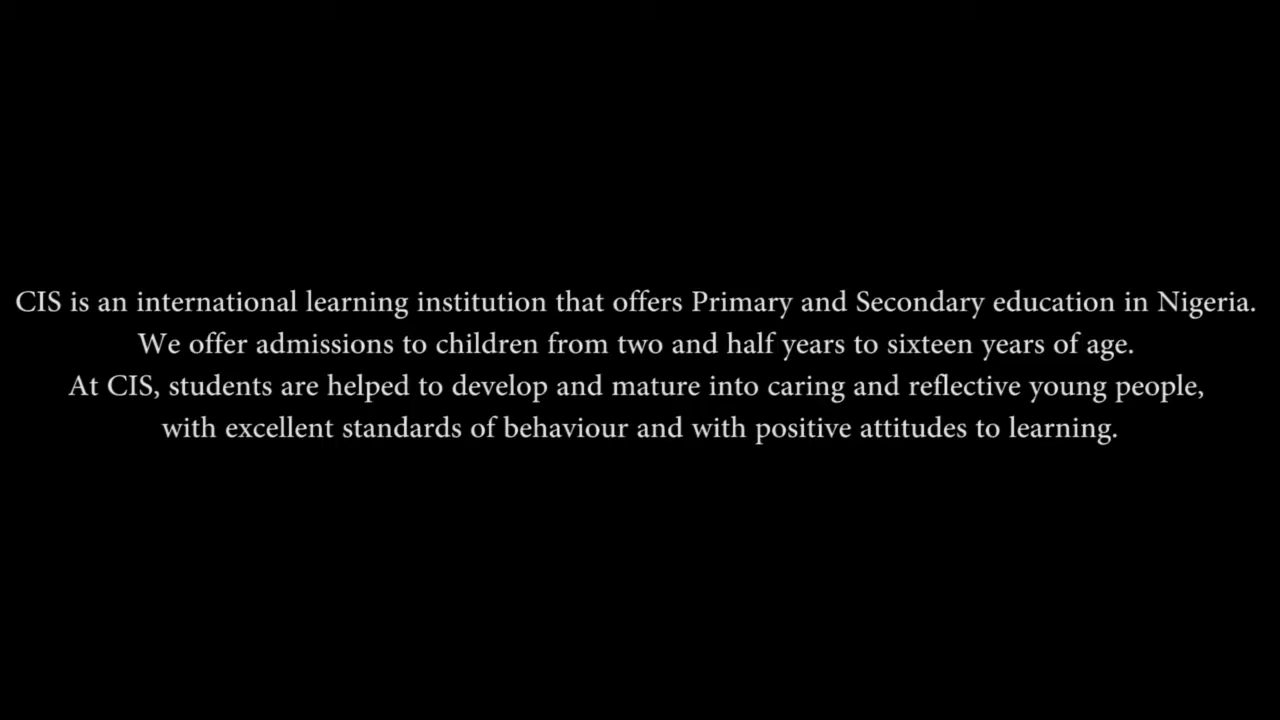 CIS is an international learning institution that offers Primary and Secondary education in Nigeria.
We offer admissions to children from two and half years to sixteen years of age.
At CIS, students are helped to develop and mature into caring and reflective young people,
with excellent standards of behaviour and with positive attitudes to learning.